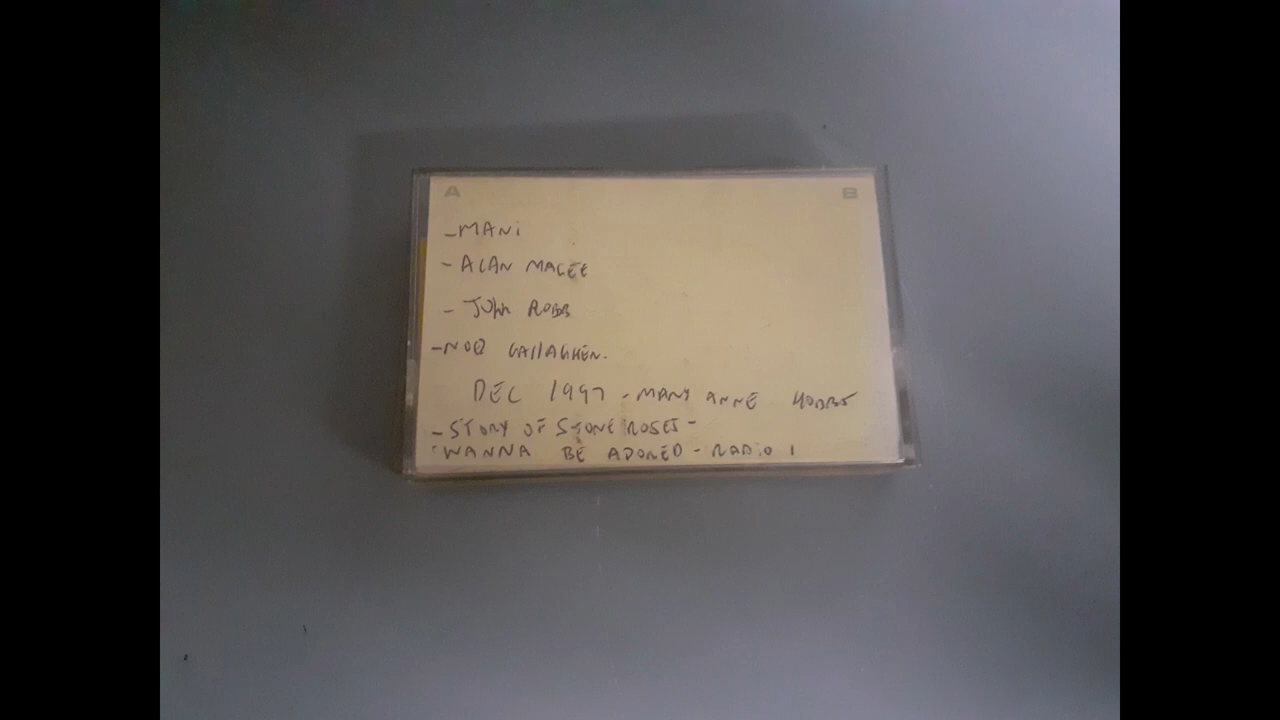 A B
-MANi
- ALAN MAGEE
- JOHN ROBB
-NOEL GALLAGHER.
DEC 1997 - MARY ANNE HOBBS
- STORY OF STONE ROSES -
'WANNA BE ADORED - RADiO 1